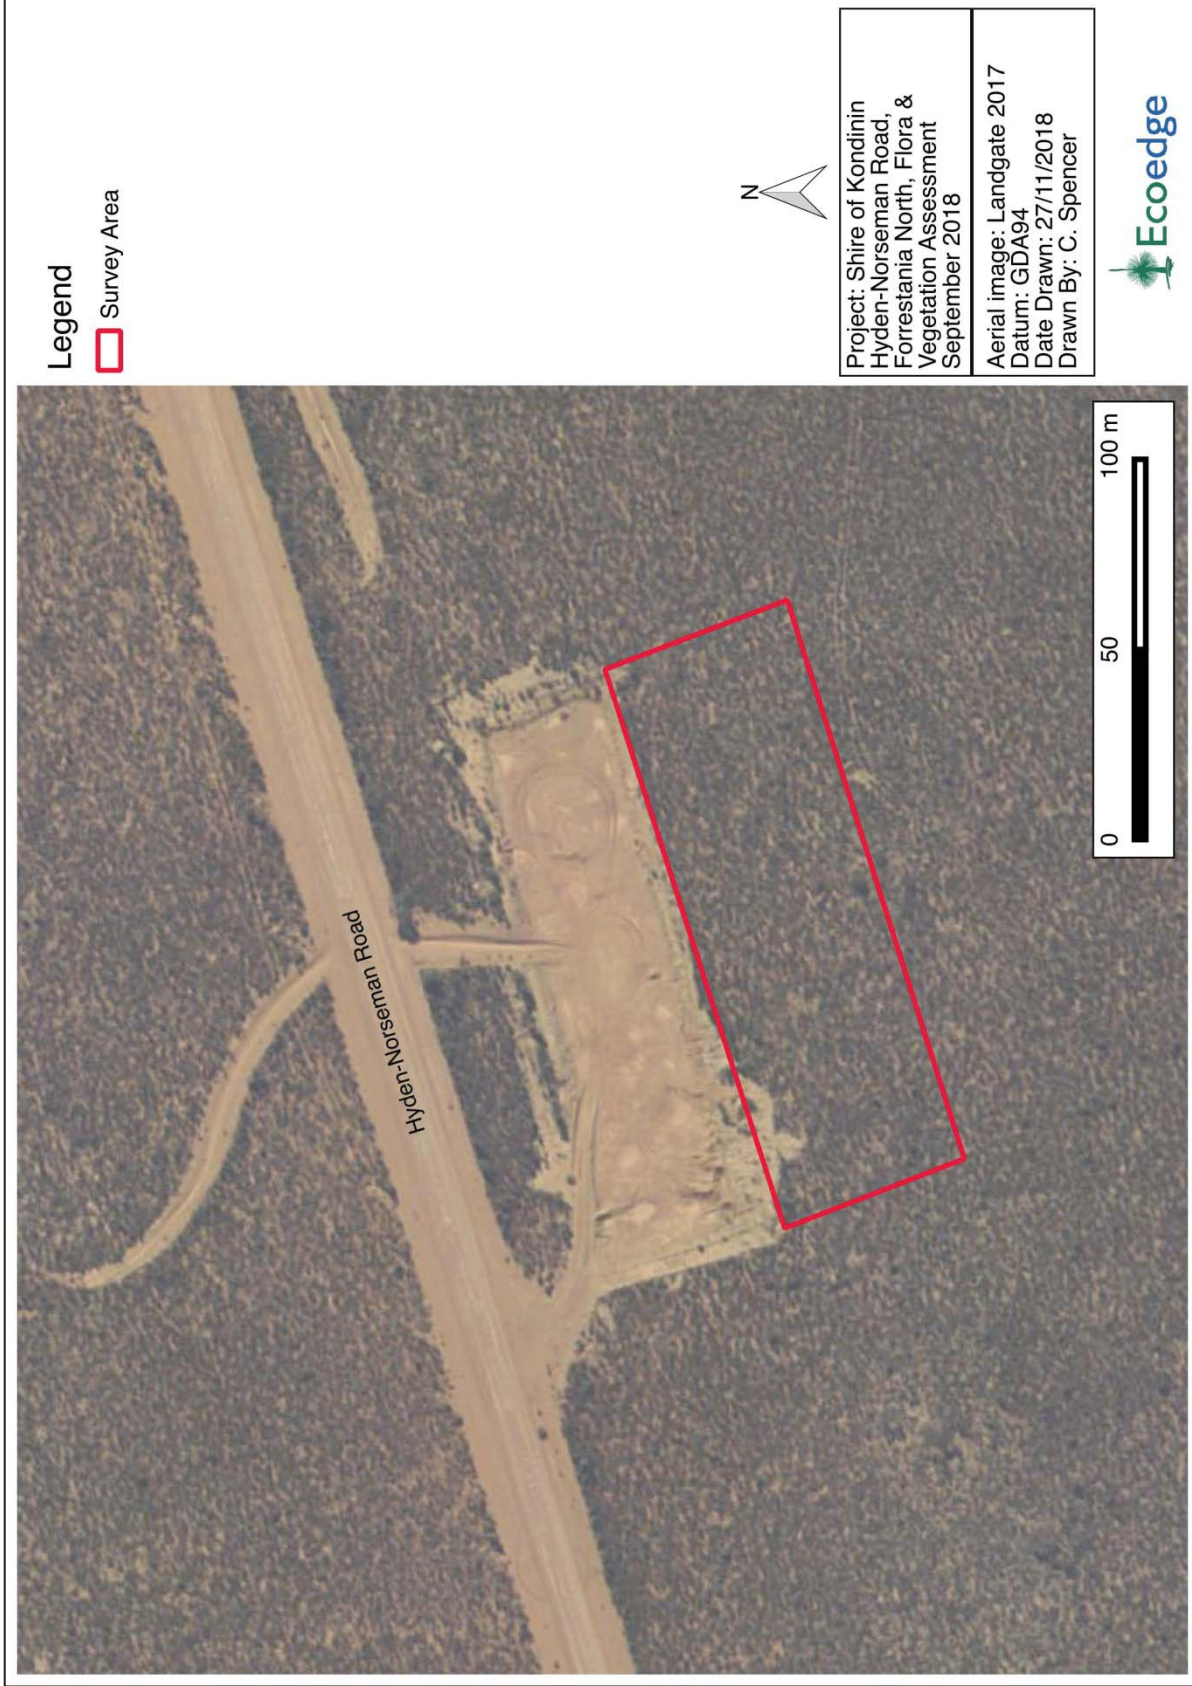 Legend
Survey Area
Hyden-Norseman Road
N
Project: Shire of Kondinin
Hyden-Norseman Road,
Forrestania North, Flora &
Vegetation Assessment
September 2018
Aerial image: Landgate 2017
Datum: GDA94
Date Drawn: 27/11/2018
Drawn By: C. Spencer
0 50 100 m
Ecoedge